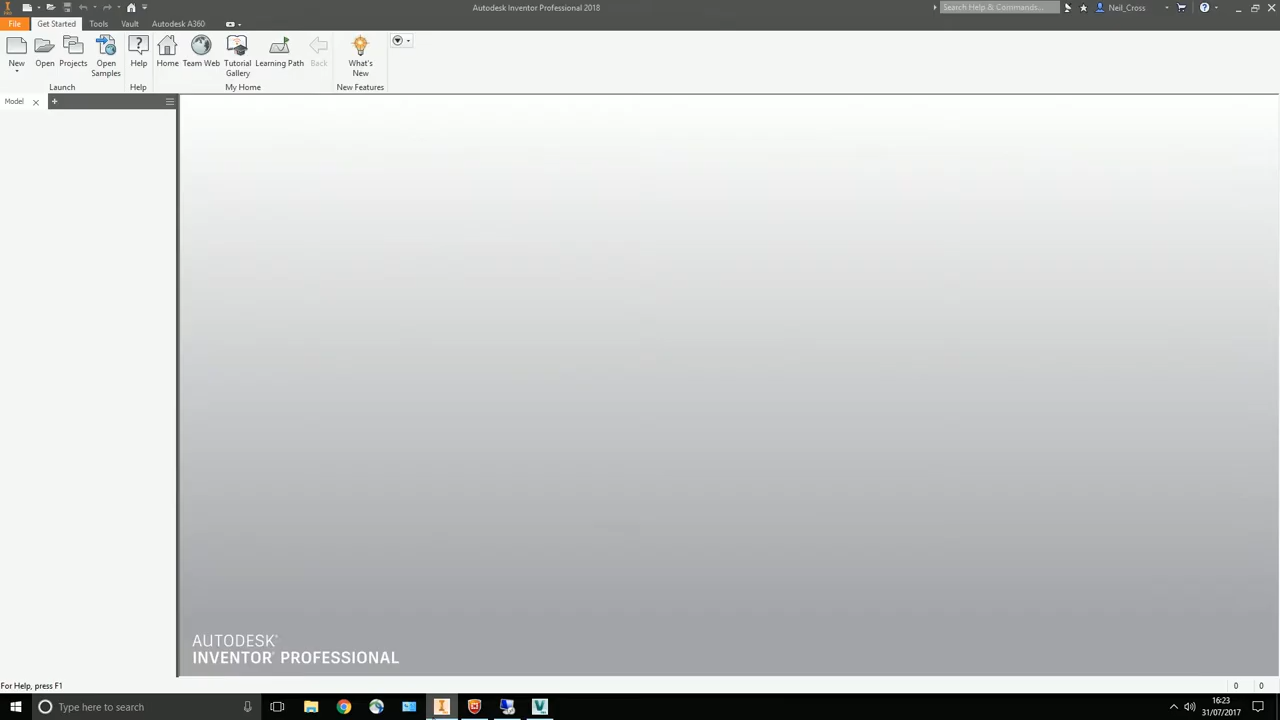 Autodesk Inventor Professional 2018
Search Help & Commands...
Neil_Cross
File
Get Started
Tools
Vault
Autodesk A360
New
Open
Projects
Open Samples
Help
Home
Team Web
Tutorial Gallery
Learning Path
Back
What's New
Launch
Help
My Home
New Features
Model
AUTODESK®
INVENTOR® PROFESSIONAL
For Help, press F1
0
0
Type here to search
16:23
31/07/2017